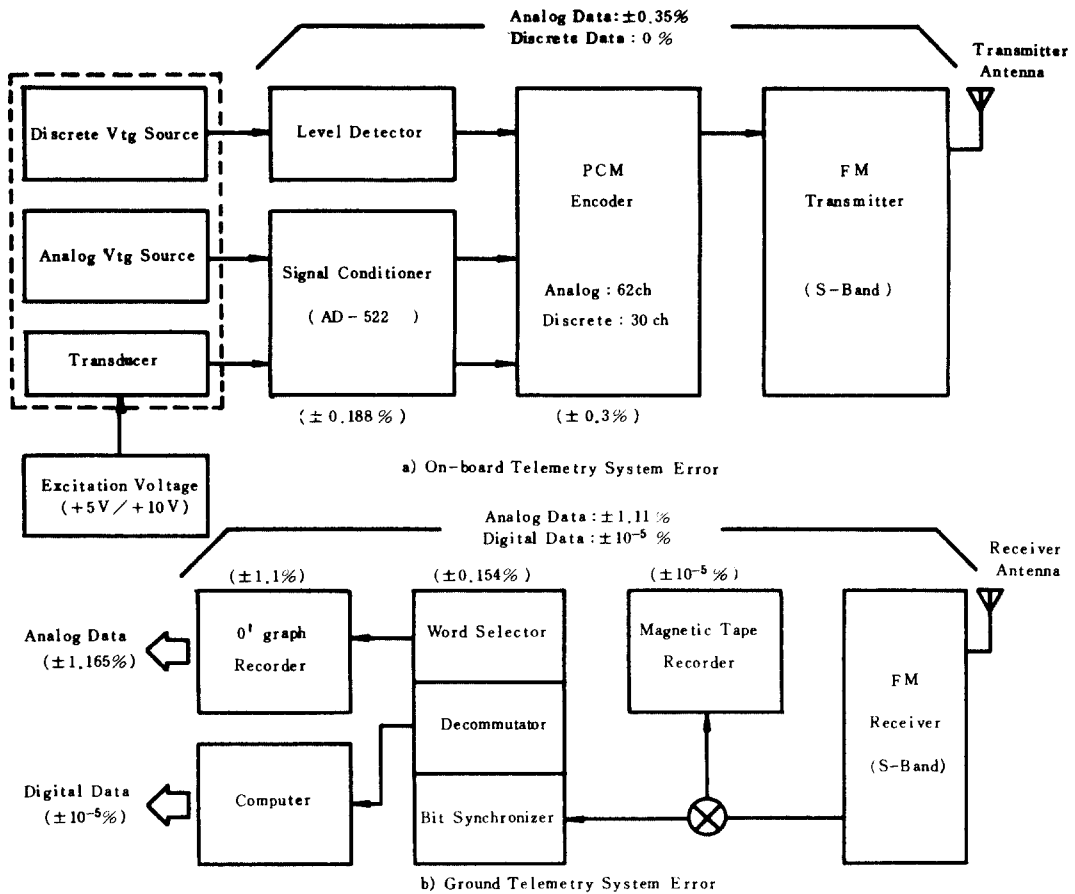 Analog Data: ±0.35%
Discrete Data : 0 %
Transmitter
Antenna
Discrete Vtg Source
Level Detector
PCM
Encoder
Analog : 62ch
Discrete : 30 ch
FM
Transmitter
(S-Band)
Analog Vtg Source
Signal Conditioner
(AD-522 )
Transducer
(±0.188%)
(±0.3%)
Excitation Voltage
(+5V/+10V)
a) On-board Telemetry System Error
Analog Data : ±1.11 %
Digital Data : ±10⁻⁵ %
Receiver
Antenna
(±1.1%)
(±0.154%)
(±10⁻⁵%)
Analog Data
(±1.165%)
O' graph
Recorder
Word Selector
Magnetic Tape
Recorder
FM
Receiver
(S-Band)
Decommutator
Digital Data
(±10⁻⁵%)
Computer
Bit Synchronizer
b) Ground Telemetry System Error